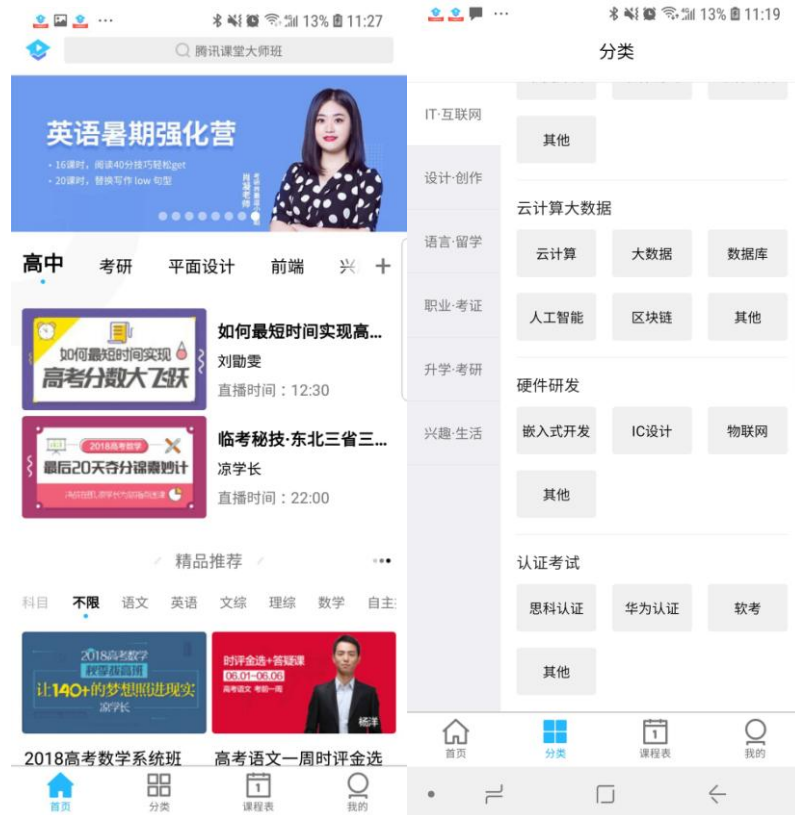 13% 11:27
腾讯课堂大师班
英语暑期强化营
·16课时，阅读40分技巧轻松get
·20课时，替换写作 low 句型
高中 考研 平面设计 前端 兴
如何最短时间实现
高考分数大飞跃
如何最短时间实现高...
刘勖雯
直播时间：12:30
2018高考数学
最后20天夺分锦囊妙计
临考秘技·东北三省三...
凉学长
直播时间：22:00
精品推荐
科目 不限 语文 英语 文综 理综 数学 自主
2018高考数学
秋季拔高班
让140+的梦想照进现实
凉学长
2018高考数学系统班
时评金选+答疑课
06.01-06.06
高考语文 考前一周
杨洋
高考语文一周时评金选
首页 分类 课程表 我的
13% 11:19
分类
IT·互联网
设计·创作
语言·留学
职业·考证
升学·考研
兴趣·生活
其他
云计算大数据
云计算 大数据 数据库
人工智能 区块链 其他
硬件研发
嵌入式开发 IC设计 物联网
其他
认证考试
思科认证 华为认证 软考
其他
首页 分类 课程表 我的